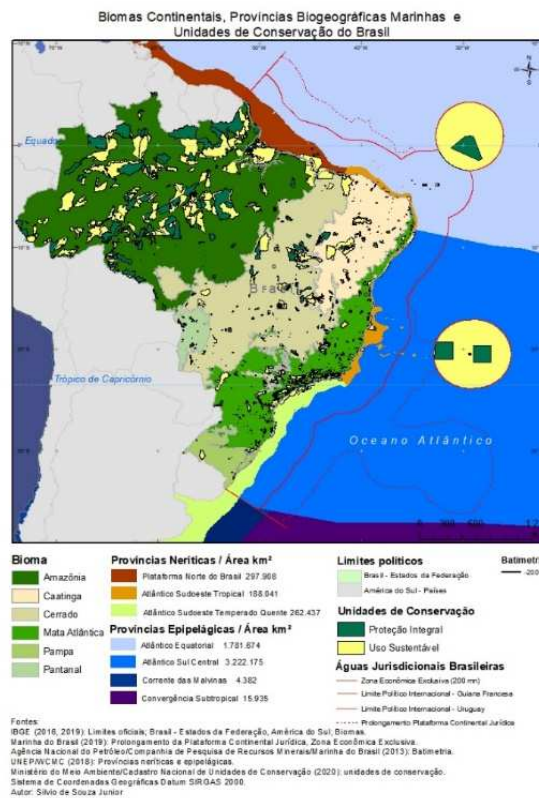 Biomas Continentais, Províncias Biogeográficas Marinhas e
Unidades de Conservação do Brasil
N
S
Equado
Brasil
Trópico de Capricórnio
Oceano Atlântico
Bioma
Amazônia
Caatinga
Cerrado
Mata Atlântica
Pampa
Pantanal
Províncias Neríticas / Área km²
Plataforma Norte do Brasil 297.968
Atlântico Sudoeste Tropical 188.041
Atlântico Sudoeste Temperado Quente 262.437
Províncias Epipelágicas / Área km²
Atlântico Equatorial 1.781.674
Atlântico Sul Central 3.222.175
Corrente das Malvinas 4.382
Convergência Subtropical 15.935
Limites políticos
Brasil - Estados da Federação
América do Sul - Países
Unidades de Conservação
Proteção Integral
Uso Sustentável
Águas Jurisdicionais Brasileiras
Zona Econômica Exclusiva (200 mn)
Limite Político Internacional - Guiana Francesa
Limite Político Internacional - Uruguay
Prolongamento Plataforma Continental Jurídica
Batimetri
-200
Fontes
IBGE (2016, 2019): Limites oficiais; Brasil - Estados da Federação, América do Sul; Biomas.
Marinha do Brasil (2019): Prolongamento da Plataforma Continental Jurídica, Zona Econômica Exclusiva.
Agência Nacional do Petróleo/Companhia de Pesquisa de Recursos Minerais/Marinha do Brasil (2013): Batimetria.
UNEP/WCMC (2018): Províncias neríticas e epipelágicas.
Ministério do Meio Ambiente/Cadastro Nacional de Unidades de Conservação (2020): unidades de conservação.
Sistema de Coordenadas Geográficas Datum SIRGAS 2000.
Autor: Silvio de Souza Junior